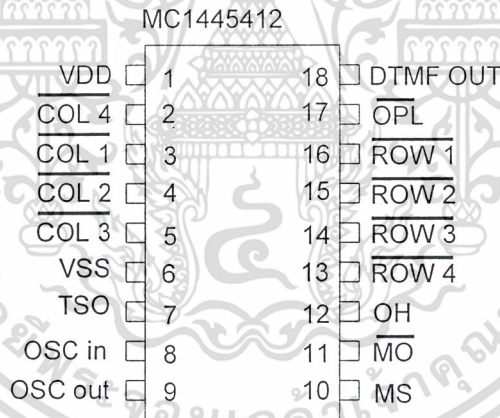 MC1445412
VDD 1 18 DTMF OUT
COL 4 2 17 OPL
COL 1 3 16 ROW 1
COL 2 4 15 ROW 2
COL 3 5 14 ROW 3
VSS 6 13 ROW 4
TSO 7 12 OH
OSC in 8 11 MO
OSC out 9 10 MS